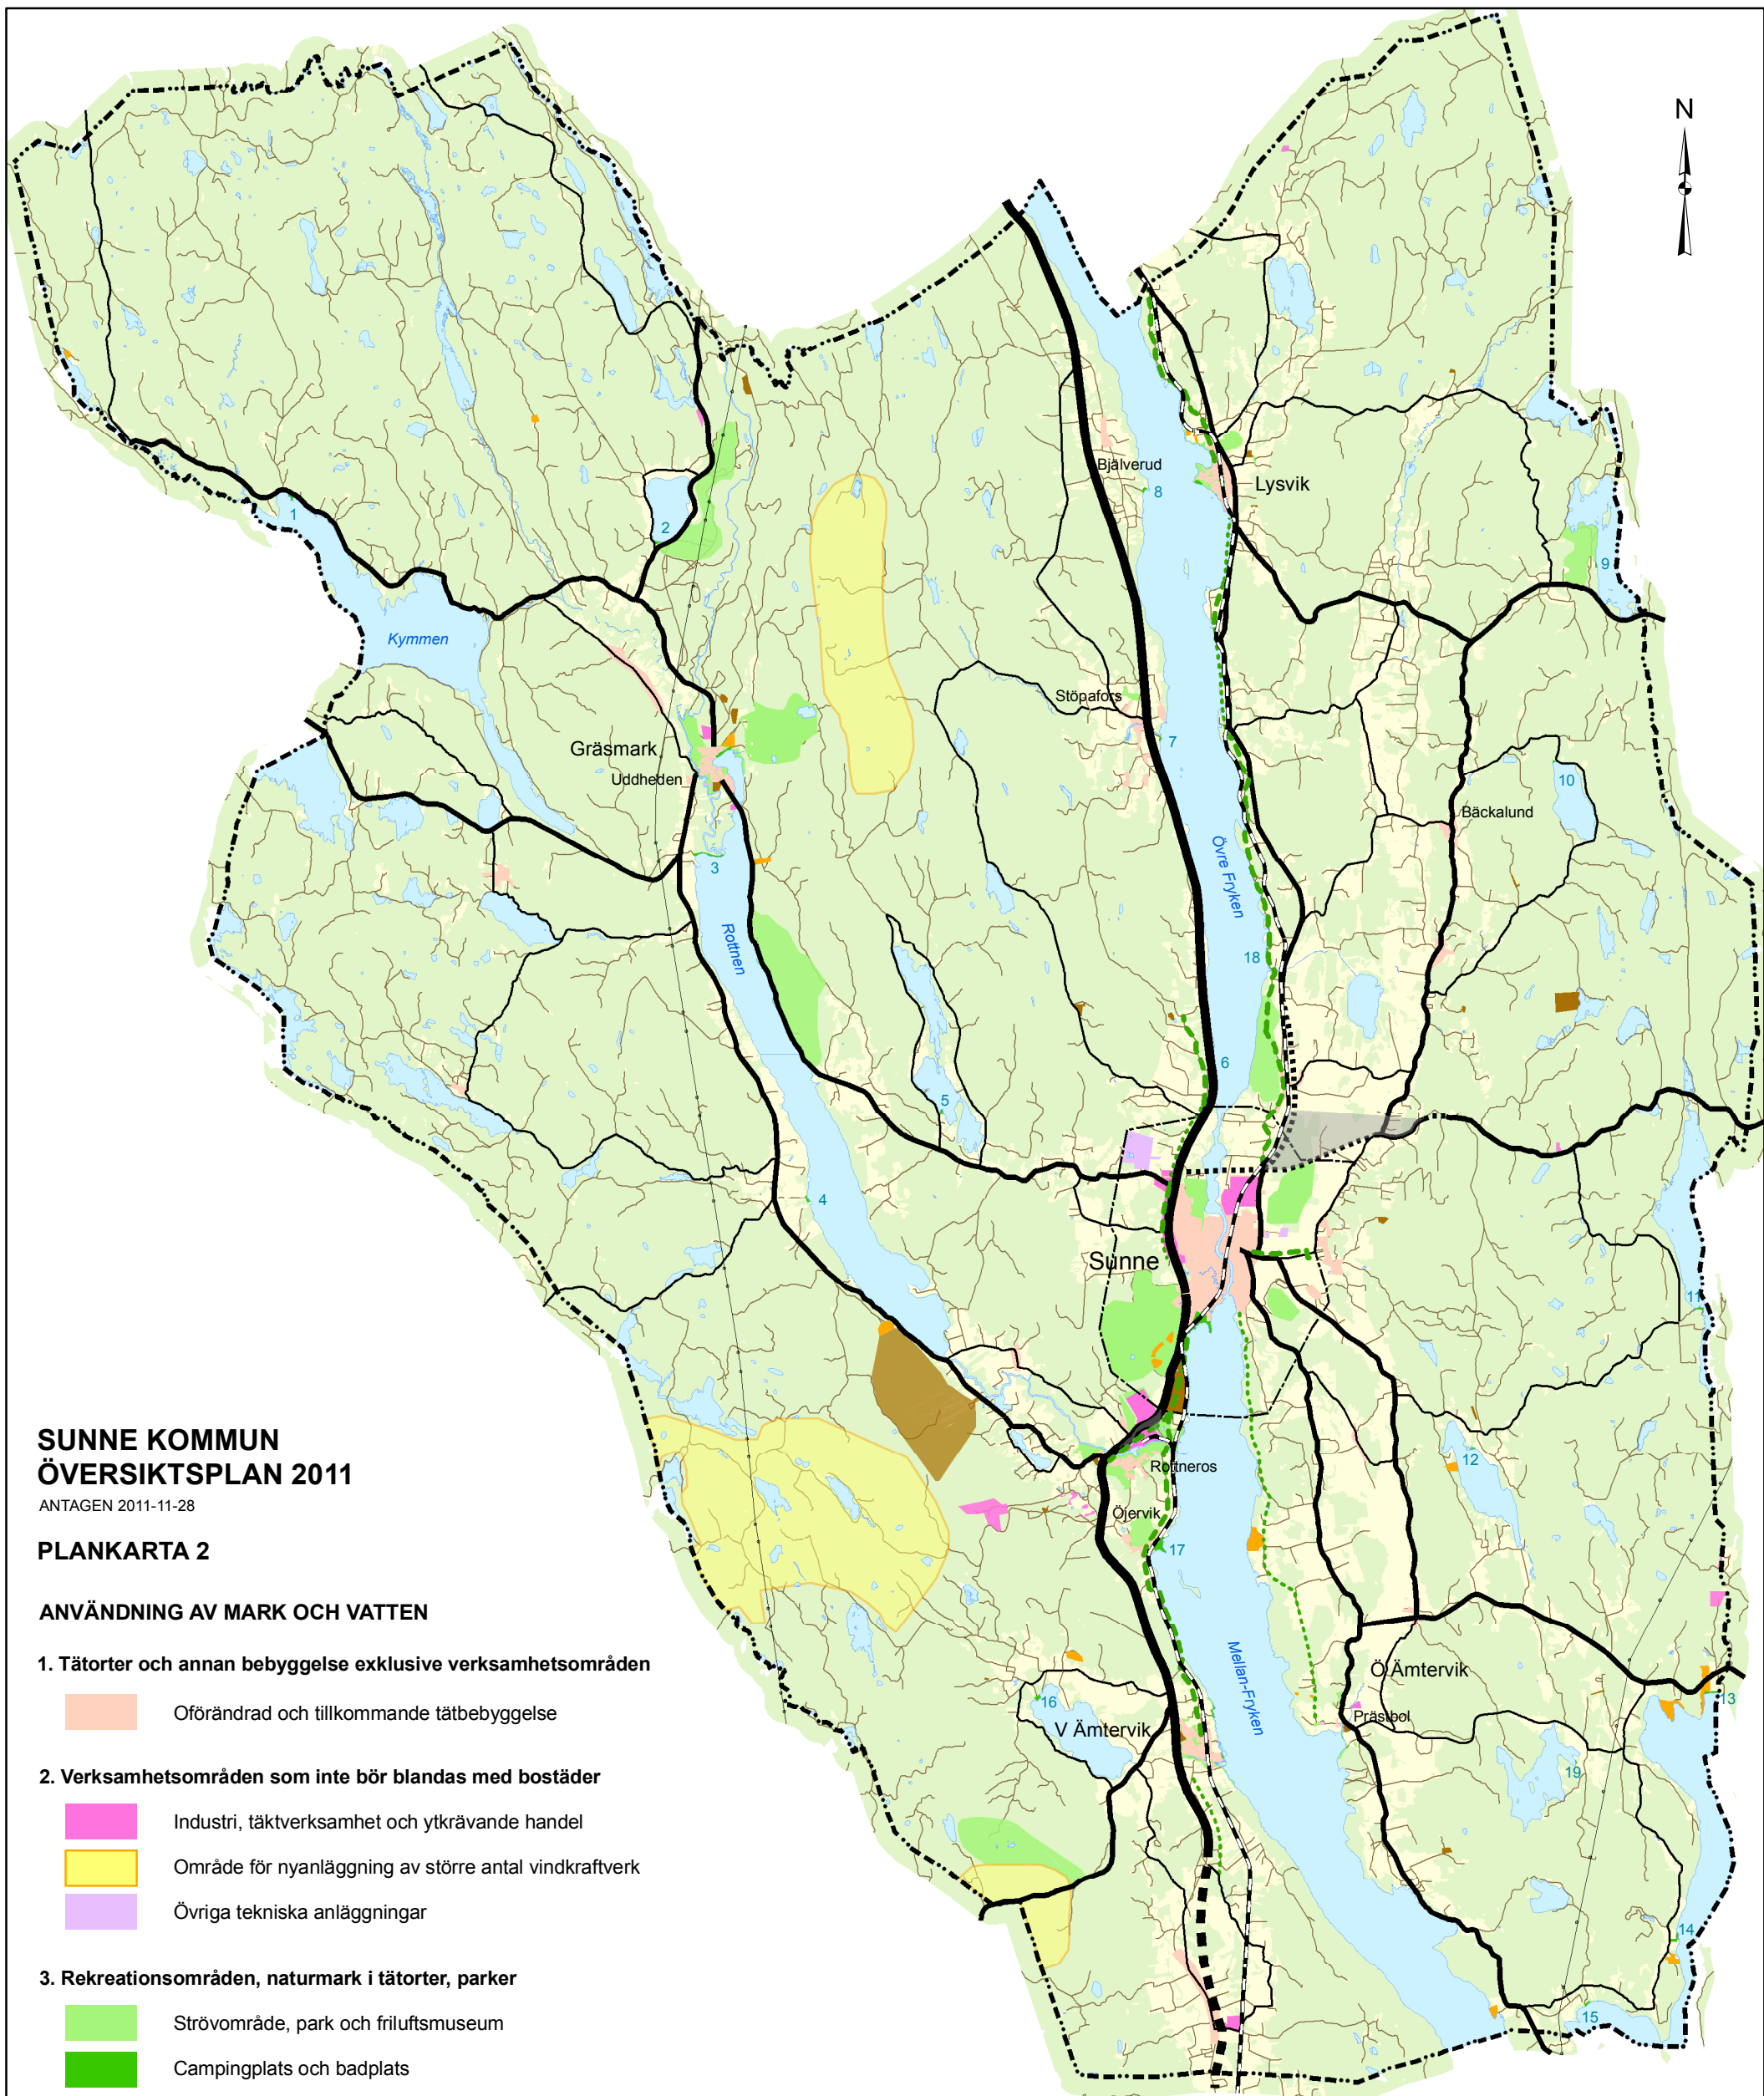 N
1
2
Bjälverud
8
Lysvik
9
Kymmen
Stöpafors
7
Gräsmark
Uddheden
10
Bäckalund
3
Övre Fryken
Rottnen
18
6
5
4
Sunne
11
SUNNE KOMMUN
ÖVERSIKTSPLAN 2011
ANTAGEN 2011-11-28
PLANKARTA 2
12
Rottneros
Öjervik
17
ANVÄNDNING AV MARK OCH VATTEN
1. Tätorter och annan bebyggelse exklusive verksamhetsområden
Oförändrad och tillkommande tätbebyggelse
Mellan-Fryken
Ö Ämtervik
16
13
Prästbol
V Ämtervik
19
2. Verksamhetsområden som inte bör blandas med bostäder
Industri, täktverksamhet och ytkrävande handel
Område för nyanläggning av större antal vindkraftverk
Övriga tekniska anläggningar
14
3. Rekreationsområden, naturmark i tätorter, parker
Strövområde, park och friluftsmuseum
15
Campingplats och badplats